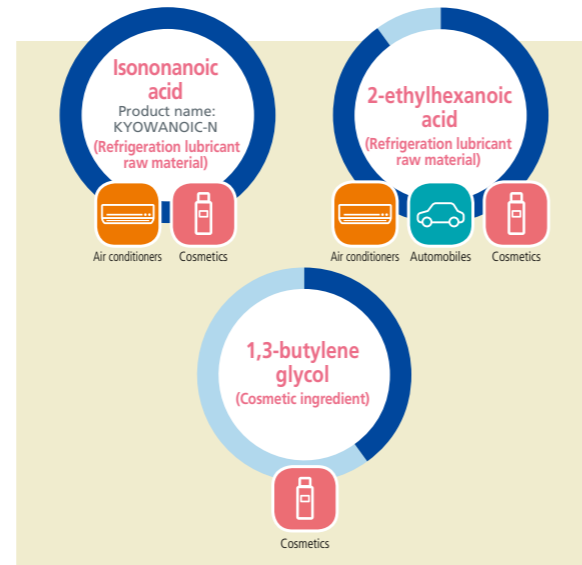 Isononanoic
acid
Product name:
KYOWANOIC-N
(Refrigeration lubricant
raw material)
Air conditioners
Cosmetics
2-ethylhexanoic
acid
(Refrigeration lubricant
raw material)
Air conditioners
Automobiles
Cosmetics
1,3-butylene
glycol
(Cosmetic ingredient)
Cosmetics